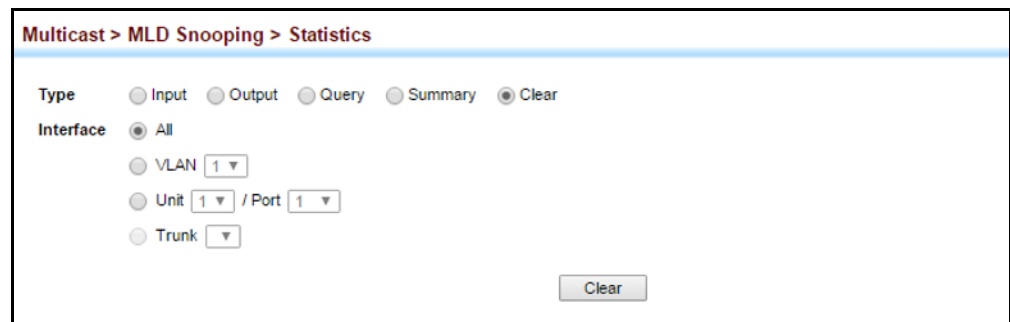 Multicast > MLD Snooping > Statistics
Type Input Output Query Summary Clear
Interface All
VLAN 1
Unit 1 / Port 1
Trunk
Clear